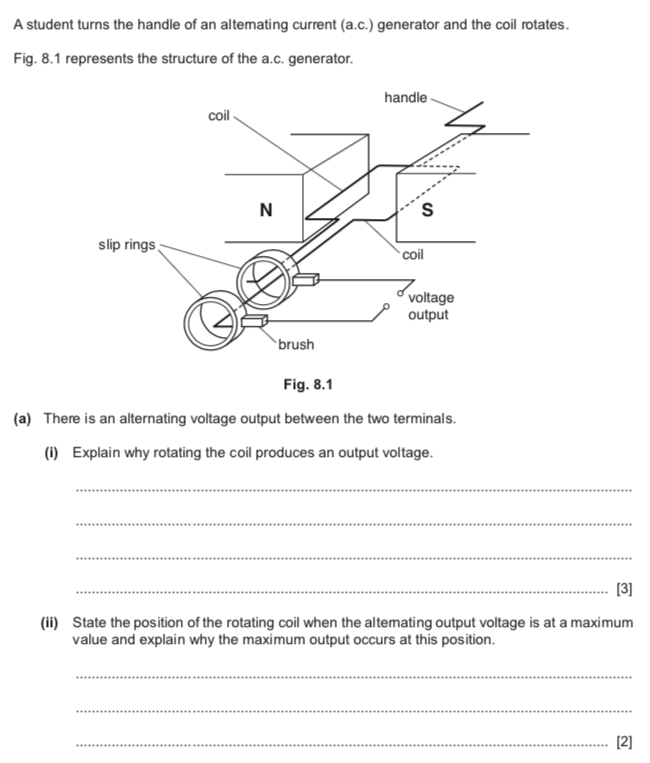 A student turns the handle of an alternating current (a.c.) generator and the coil rotates.
Fig. 8.1 represents the structure of the a.c. generator.
handle
coil
N
S
slip rings
coil
voltage
output
brush
Fig. 8.1
(a) There is an alternating voltage output between the two terminals.
(i) Explain why rotating the coil produces an output voltage.
[3]
(ii) State the position of the rotating coil when the alternating output voltage is at a maximum
value and explain why the maximum output occurs at this position.
[2]